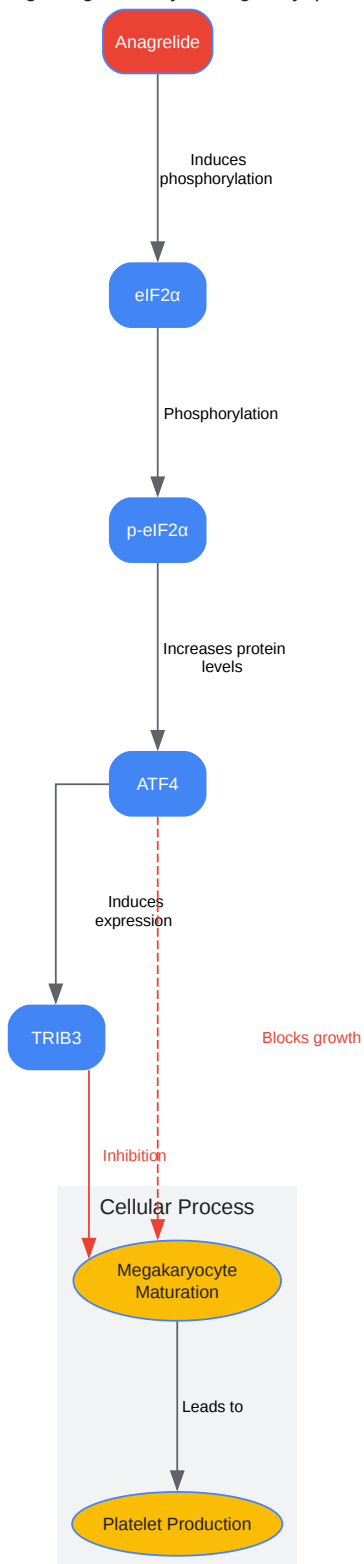 Anagrelide
Induces
phosphorylation
eIF2α
Phosphorylation
p-eIF2α
Increases protein
levels
ATF4
Induces
expression
TRIB3
Blocks growth
Inhibition
Cellular Process
Megakaryocyte
Maturation
Leads to
Platelet Production